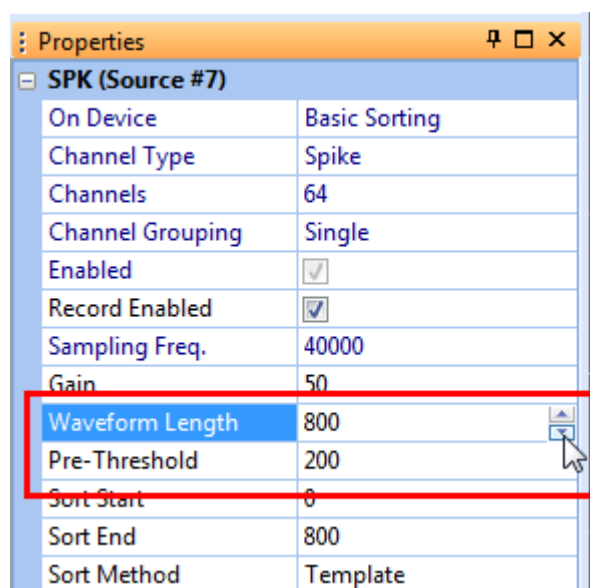 Properties
SPK (Source #7)
On Device Basic Sorting
Channel Type Spike
Channels 64
Channel Grouping Single
Enabled
Record Enabled
Sampling Freq. 40000
Gain 50
Waveform Length 800
Pre-Threshold 200
Sort Start 0
Sort End 800
Sort Method Template